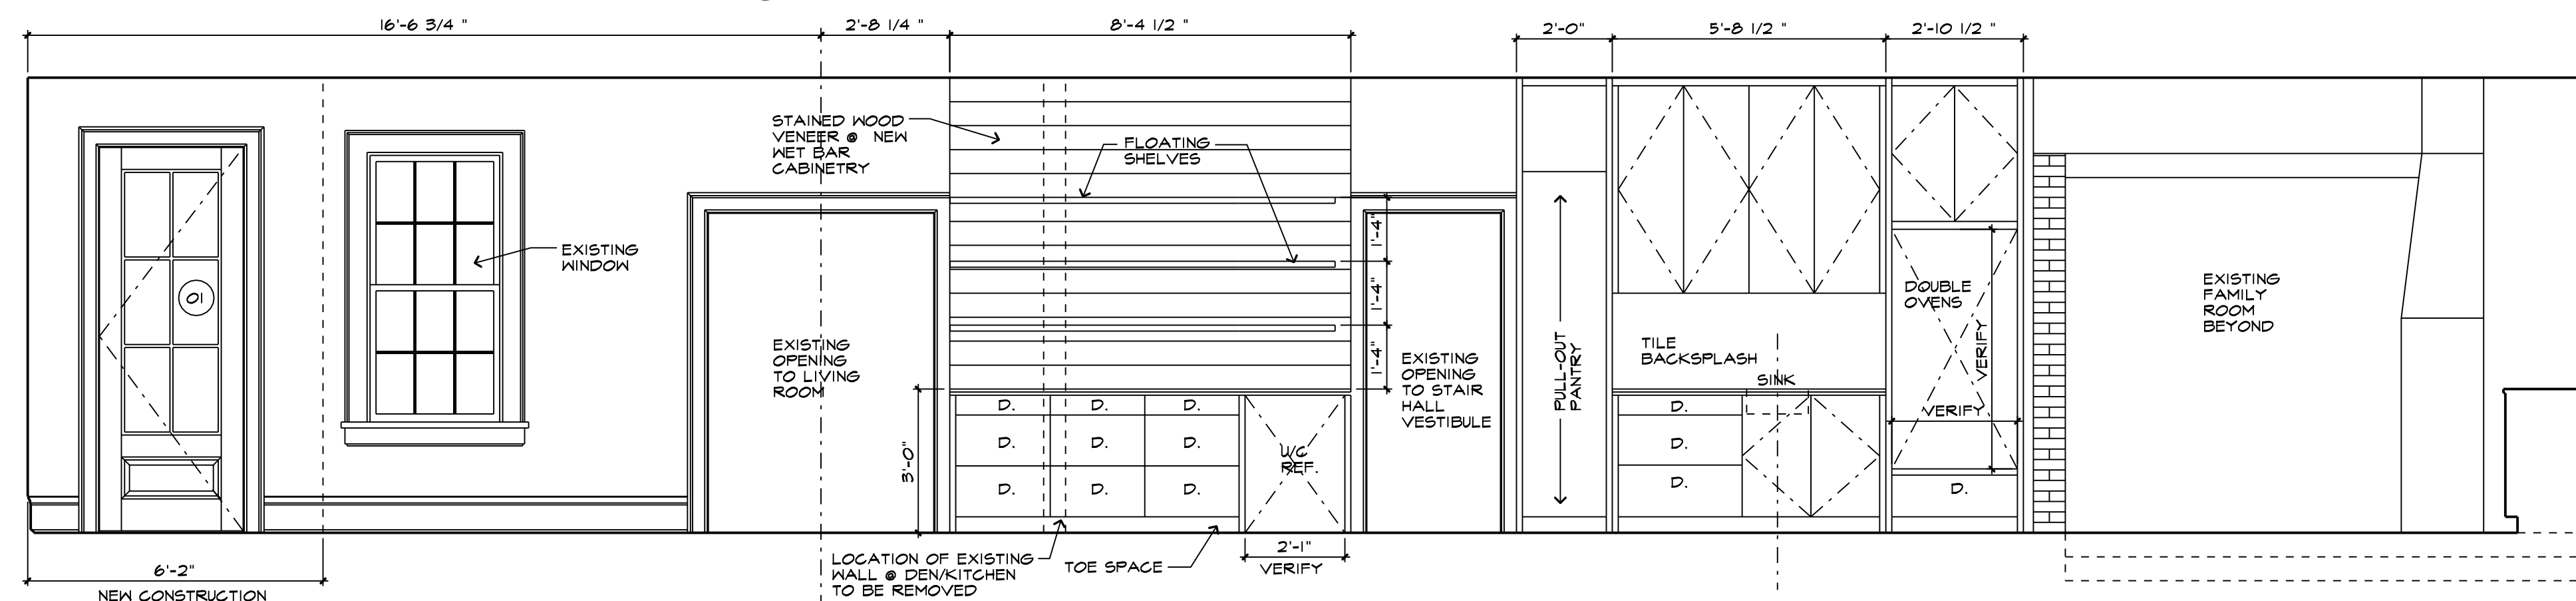 16'-6 3/4 "
2'-8 1/4 "
8'-4 1/2 "
2'-0"
5'-8 1/2 "
2'-10 1/2 "
STAINED WOOD
VENEER @ NEW
WET BAR
CABINETRY
FLOATING
SHELVES
EXISTING
WINDOW
01
EXISTING
OPENING
TO LIVING
ROOM
1'-4"
1'-4"
1'-4"
EXISTING
OPENING
TO STAIR
HALL
VESTIBULE
PULL-OUT
PANTRY
TILE
BACKSPLASH
SINK
DOUBLE
OVENS
VERIFY
VERIFY
EXISTING
FAMILY
ROOM
BEYOND
3'-0"
D. D. D.
D. D. D.
D. D. D.
U/C
REF.
D.
D.
D.
D.
LOCATION OF EXISTING
WALL @ DEN/KITCHEN
TO BE REMOVED
TOE SPACE
2'-1"
VERIFY
6'-2"
NEW CONSTRUCTION